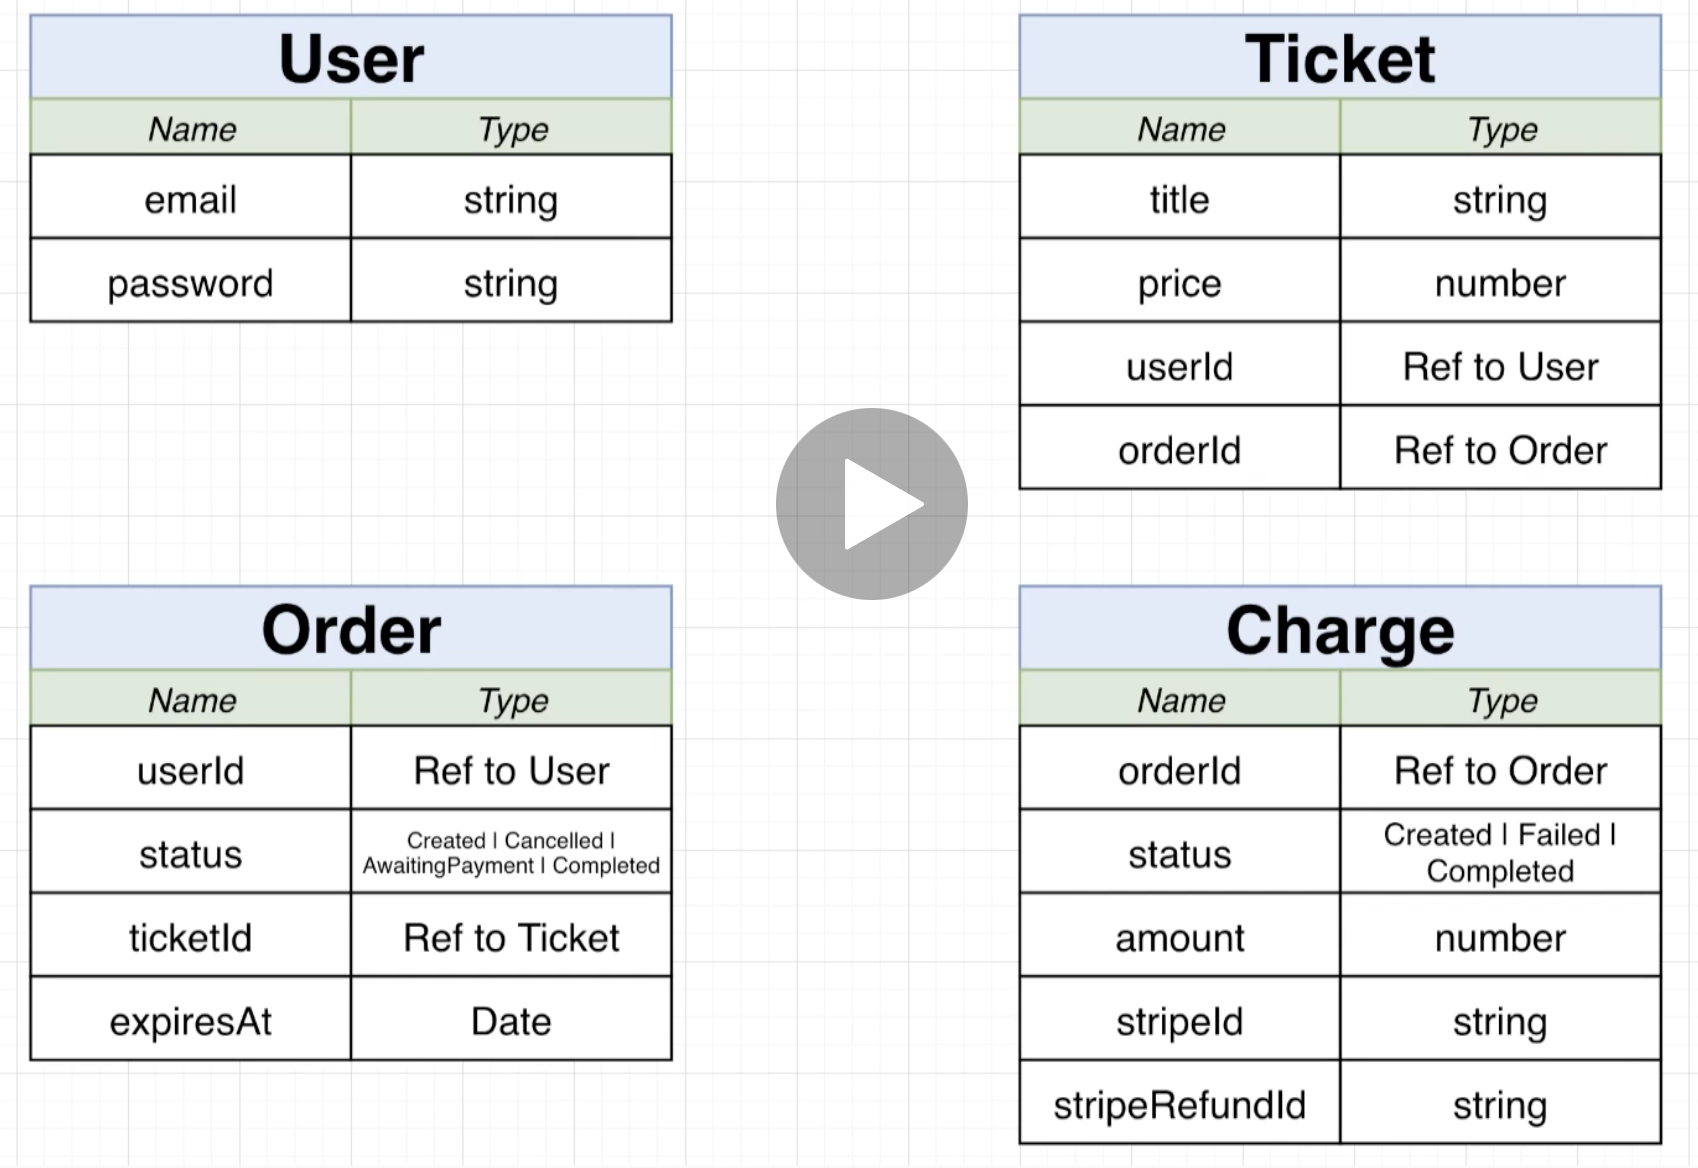 User
Name Type
email string
password string
Ticket
Name Type
title string
price number
userId Ref to User
orderId Ref to Order
Order
Name Type
userId Ref to User
status Created | Cancelled |
AwaitingPayment | Completed
ticketId Ref to Ticket
expiresAt Date
Charge
Name Type
orderId Ref to Order
status Created | Failed |
Completed
amount number
stripeId string
stripeRefundId string